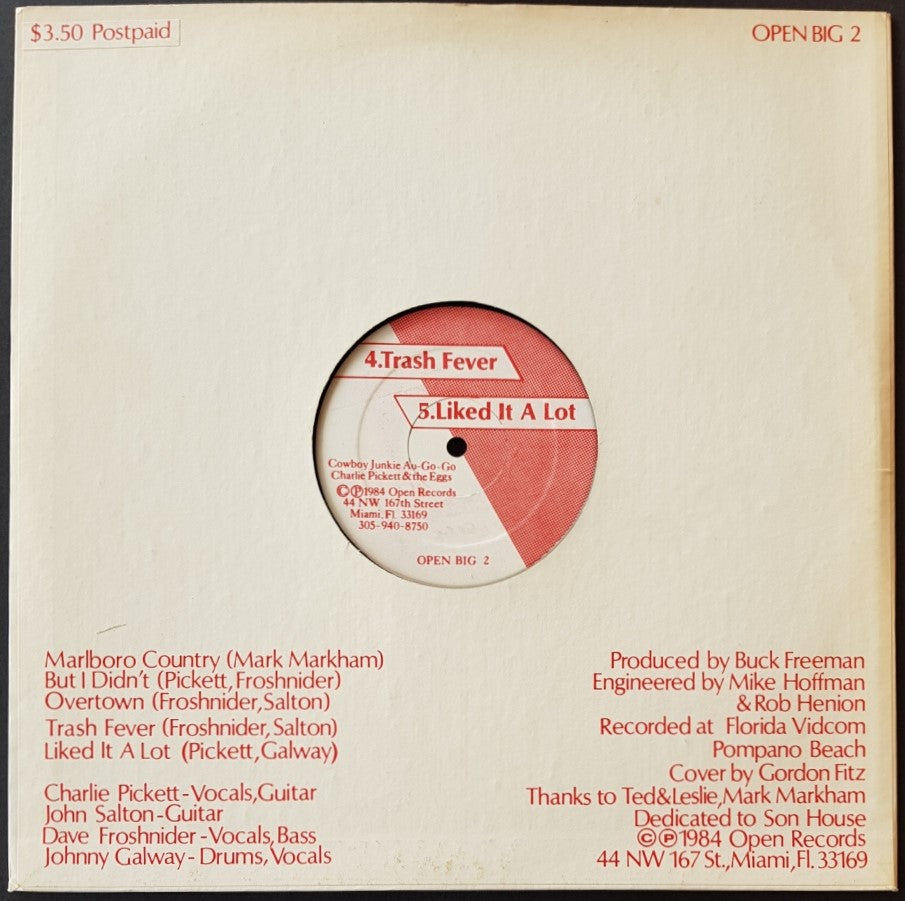 $3.50 Postpaid
OPEN BIG 2
4.Trash Fever
5.Liked It A Lot
Cowboy Junkie Au-Go-Go
Charlie Pickett & the Eggs
©℗1984 Open Records
44 NW 167th Street
Miami, Fl. 33169
305-940-8750
OPEN BIG 2
Marlboro Country (Mark Markham)
But I Didn't (Pickett, Froshnider)
Overtown (Froshnider, Salton)
Trash Fever (Froshnider, Salton)
Liked It A Lot (Pickett, Galway)
Charlie Pickett-Vocals, Guitar
John Salton-Guitar
Dave Froshnider-Vocals, Bass
Johnny Galway-Drums, Vocals
Produced by Buck Freeman
Engineered by Mike Hoffman
& Rob Henion
Recorded at Florida Vidcom
Pompano Beach
Cover by Gordon Fitz
Thanks to Ted&Leslie, Mark Markham
Dedicated to Son House
©℗1984 Open Records
44 NW 167 St., Miami, Fl. 33169